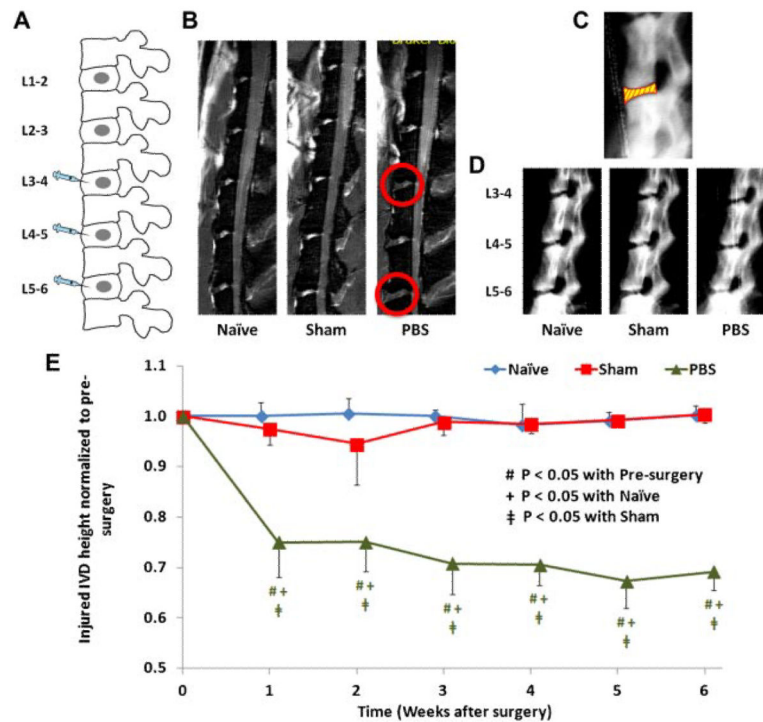 A
L1-2
L2-3
L3-4
L4-5
L5-6
B
Naïve
Sham
PBS
C
D
L3-4
L4-5
L5-6
Naïve
Sham
PBS
E
Injured IVD height normalized to pre-
surgery
1.1
1.0
0.9
0.8
0.7
0.6
0.5
Naïve
Sham
PBS
# P < 0.05 with Pre-surgery
+ P < 0.05 with Naïve
ǂ P < 0.05 with Sham
# +
ǂ
# +
ǂ
# +
ǂ
# +
ǂ
# +
ǂ
# +
ǂ
0
1
2
3
4
5
6
Time (Weeks after surgery)